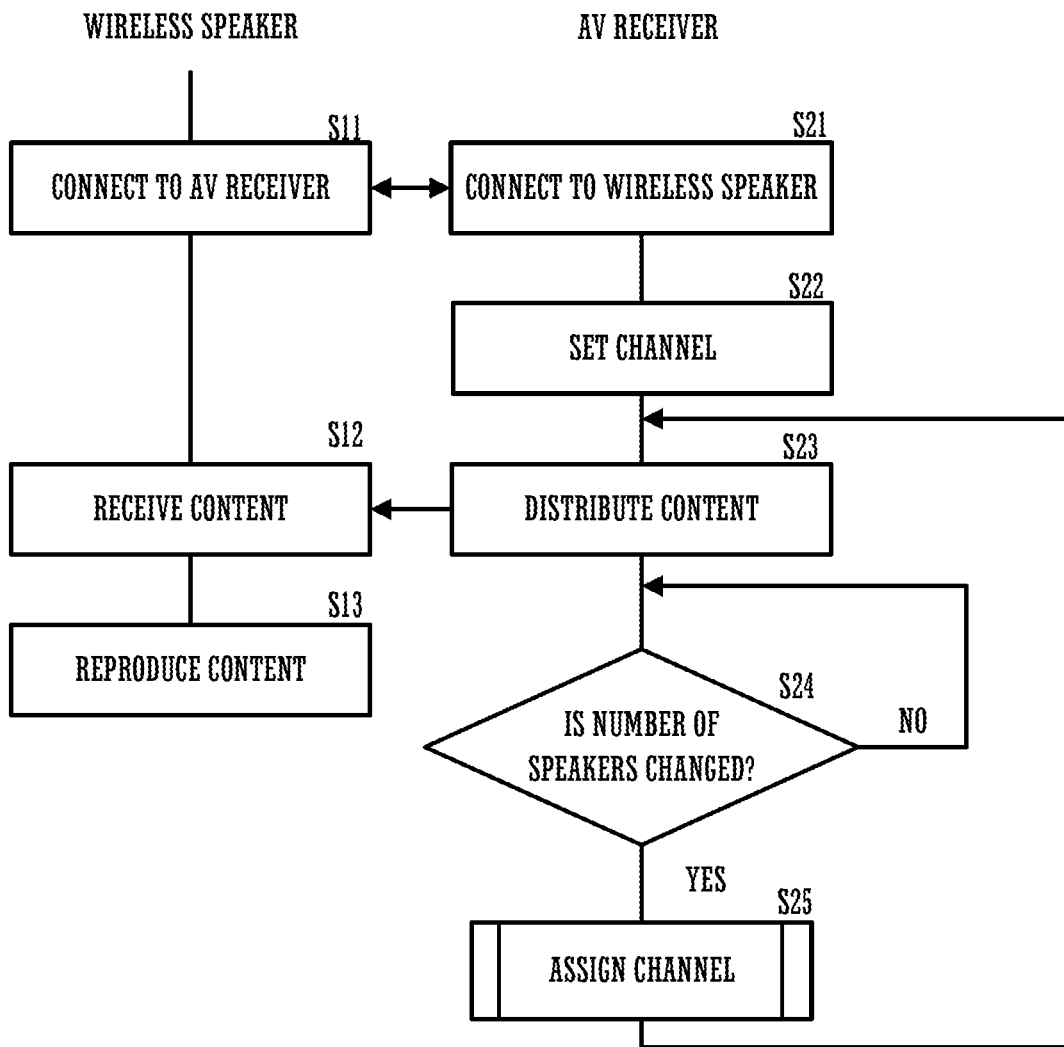 WIRELESS SPEAKER
AV RECEIVER
S11
CONNECT TO AV RECEIVER
S21
CONNECT TO WIRELESS SPEAKER
S22
SET CHANNEL
S12
RECEIVE CONTENT
S23
DISTRIBUTE CONTENT
S13
REPRODUCE CONTENT
S24
IS NUMBER OF
SPEAKERS CHANGED?
NO
YES
S25
ASSIGN CHANNEL